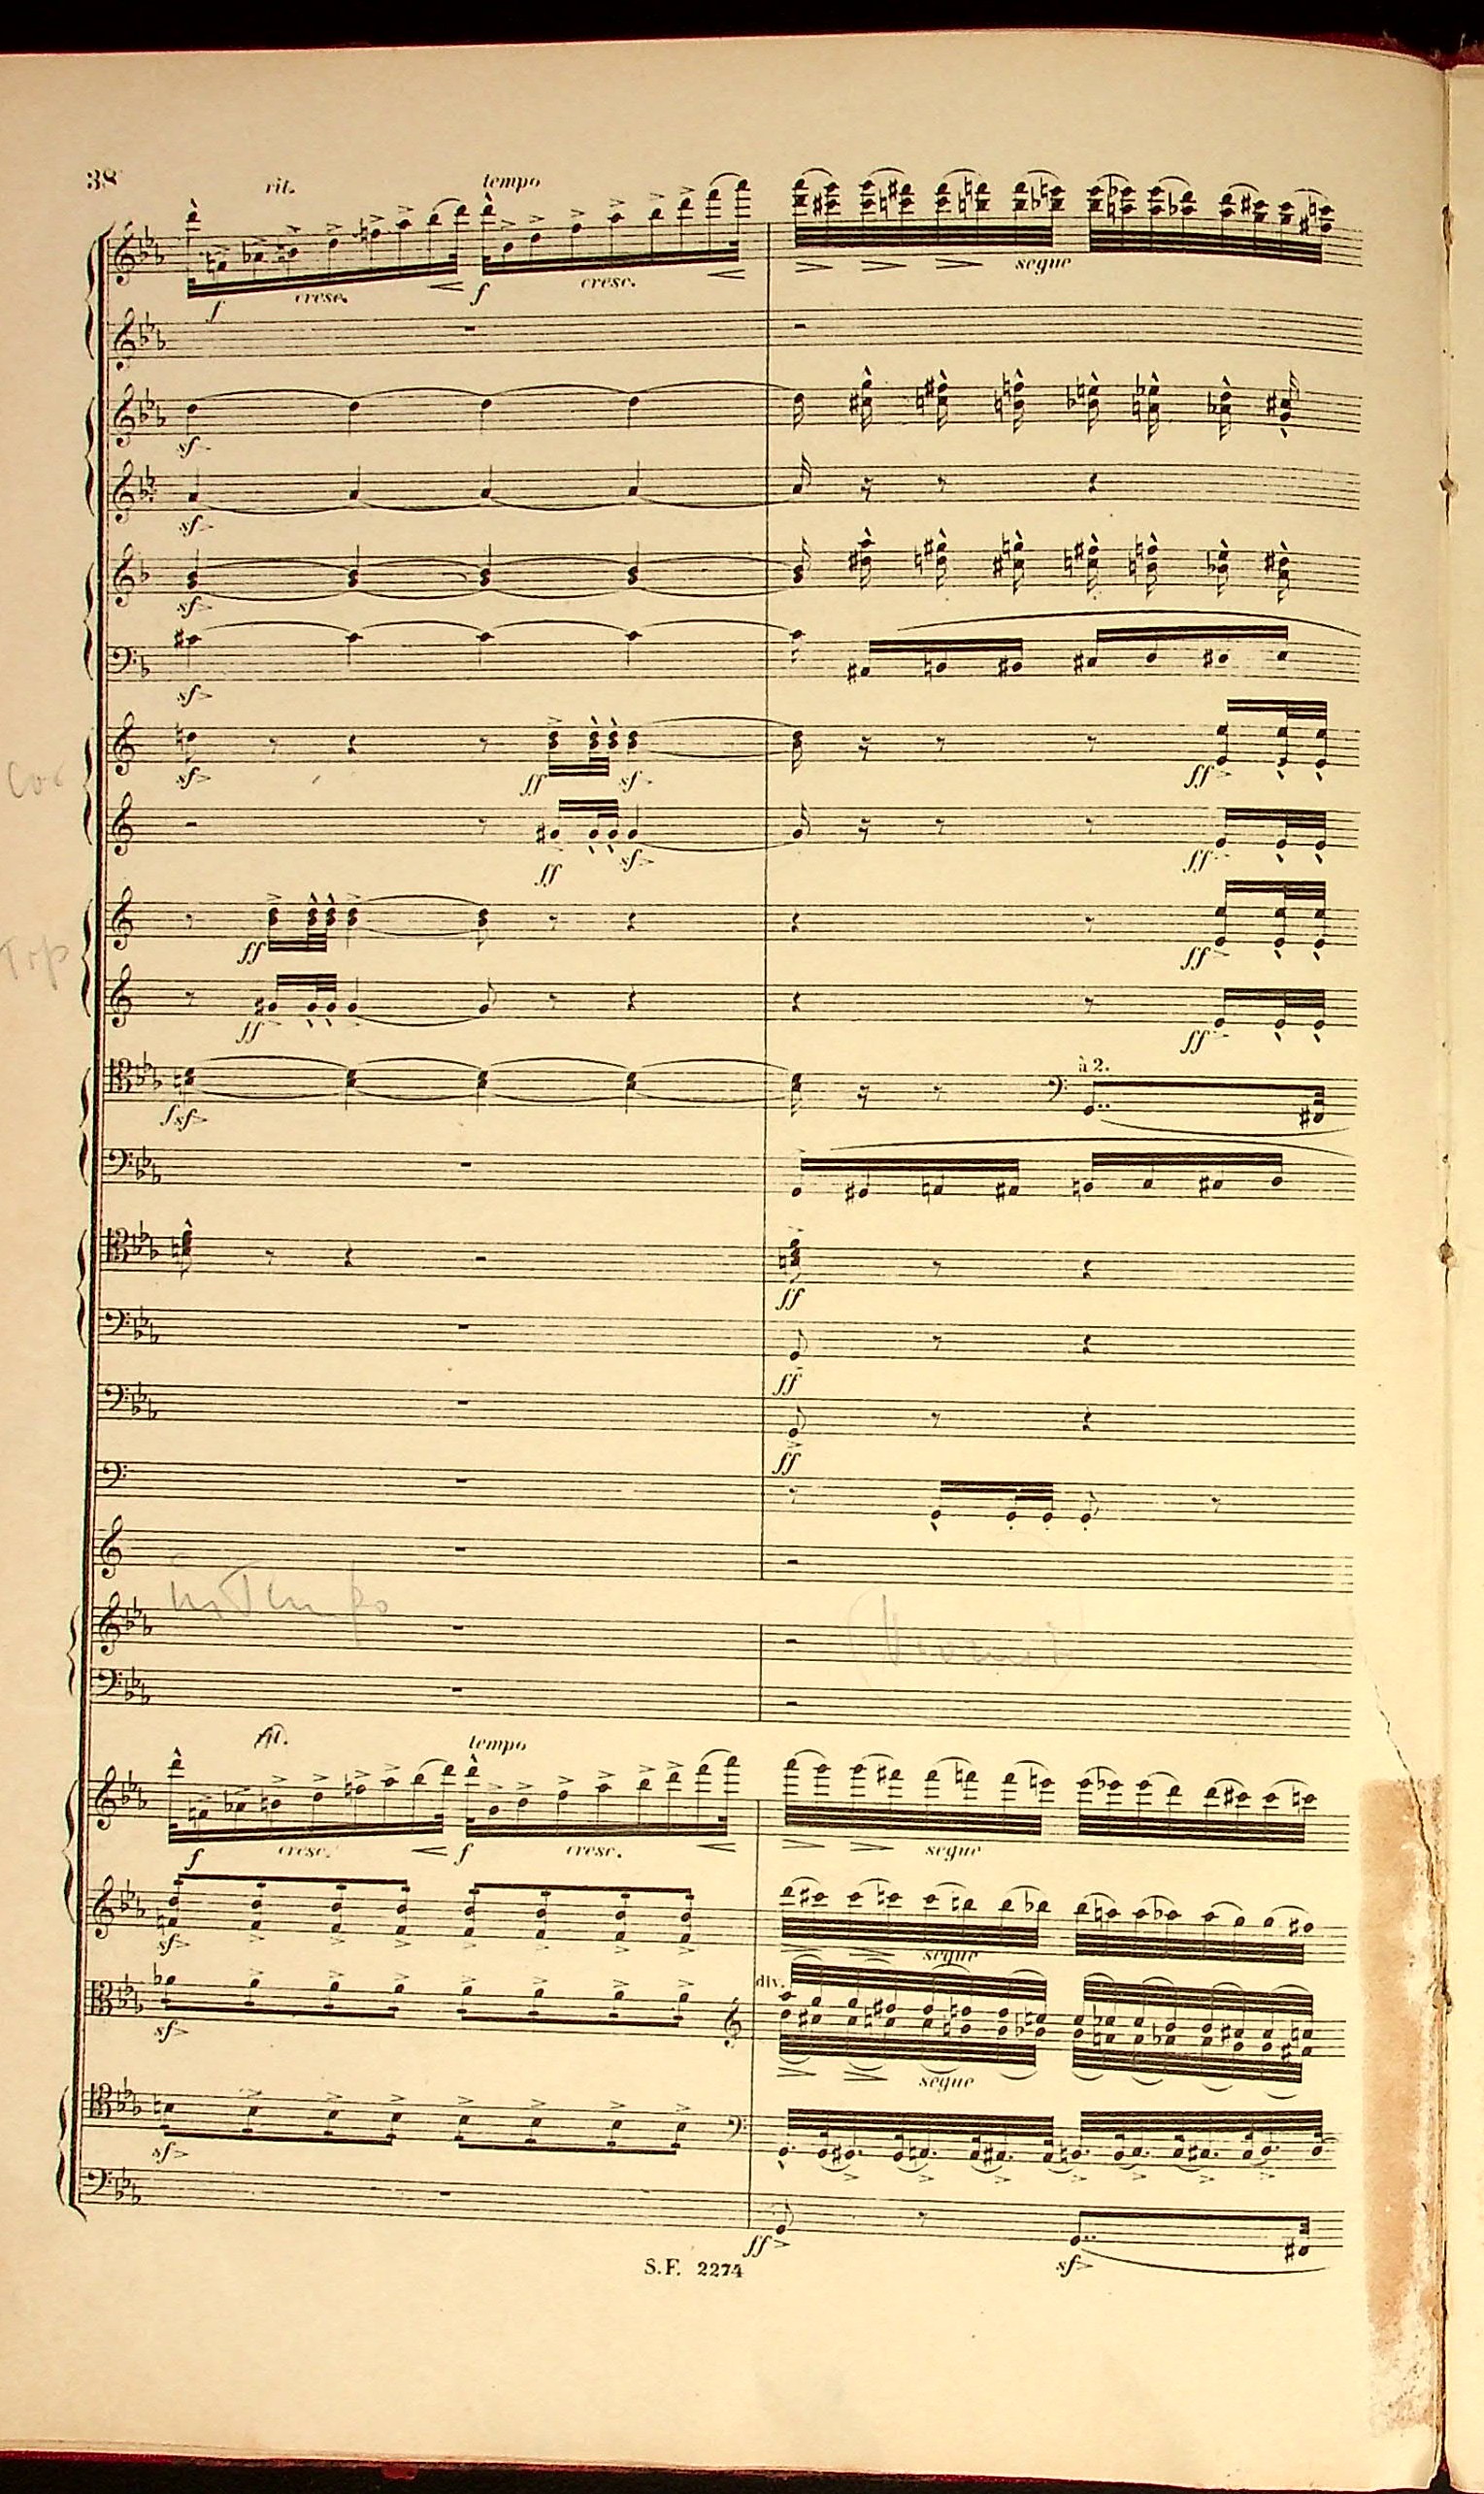 38
rit. tempo
f cresc. f cresc. segue
sf
sf
sf
sf
Cor sf ff sf ff
ff sf ff
Trp ff ff
ff ff
à 2.
fsf
ff
ff
ff
in Tempo
rit. tempo
f cresc. f cresc. segue
sf segue
div.
sf segue
sf
ff sf
S.F. 2274